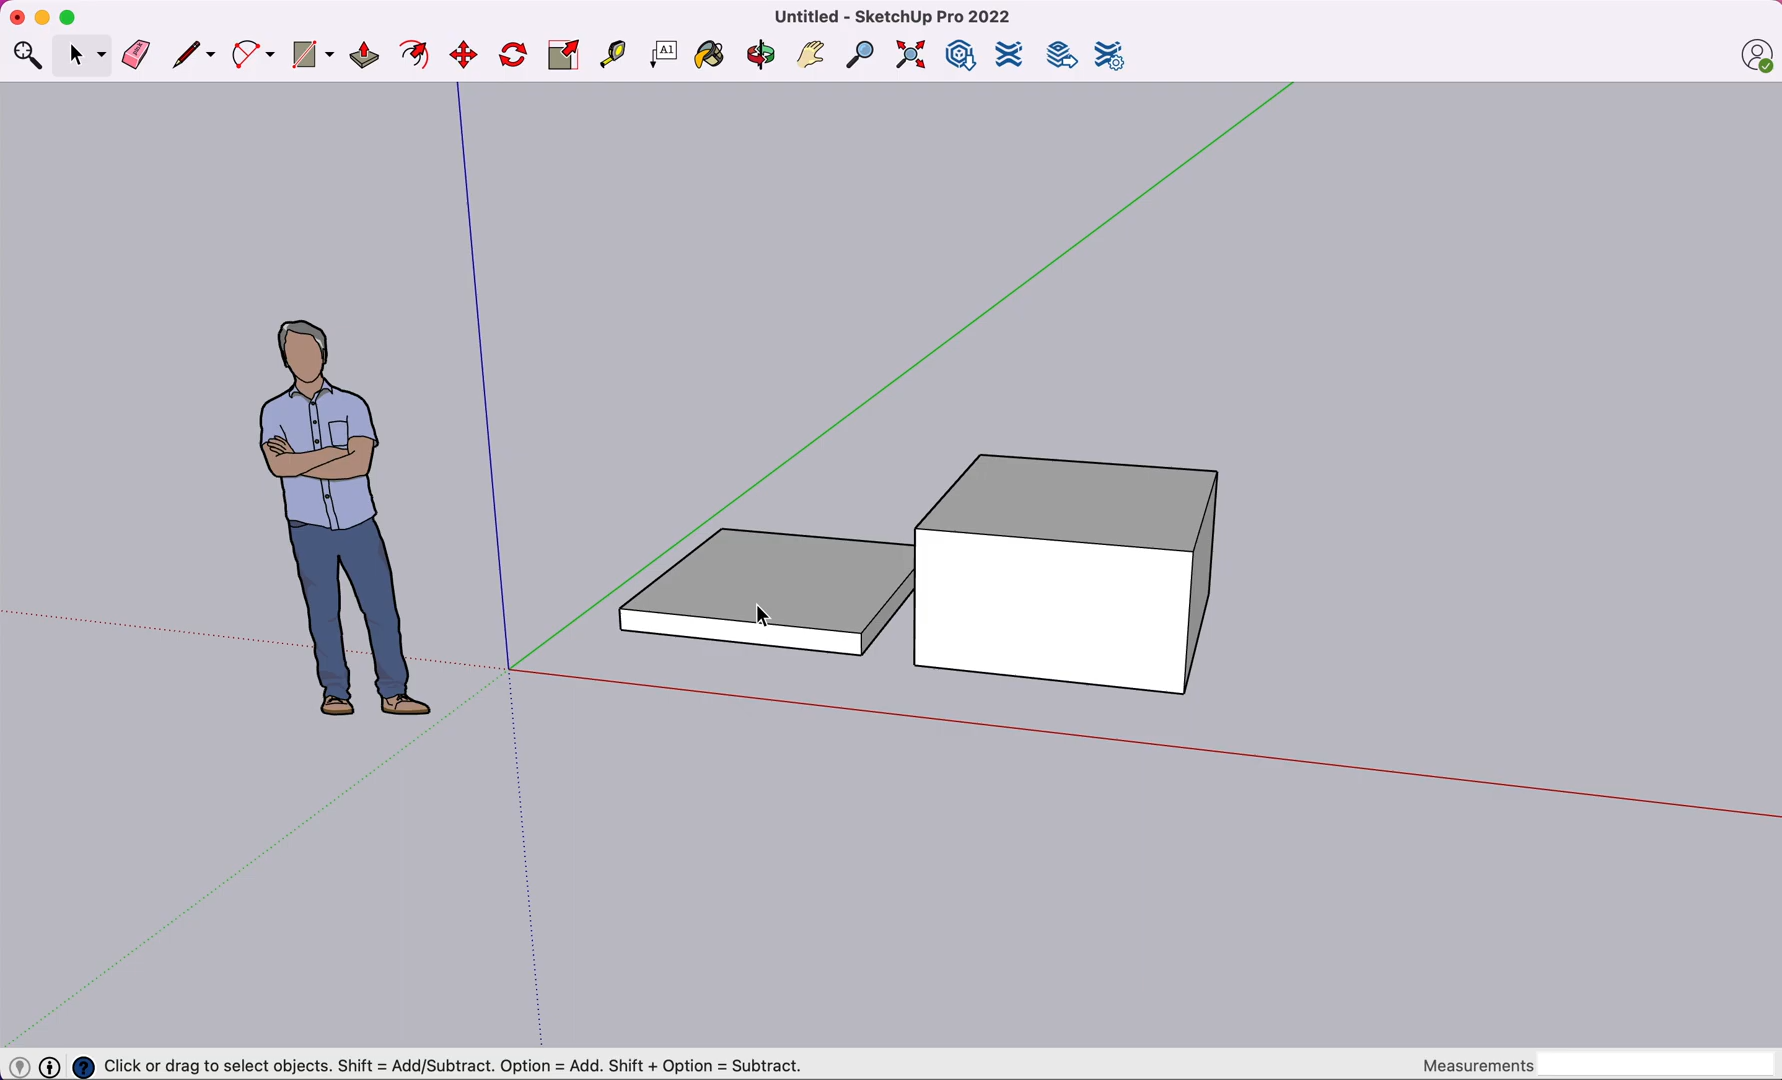 Untitled - SketchUp Pro 2022
A1
Click or drag to select objects. Shift = Add/Subtract. Option = Add. Shift + Option = Subtract.
Measurements